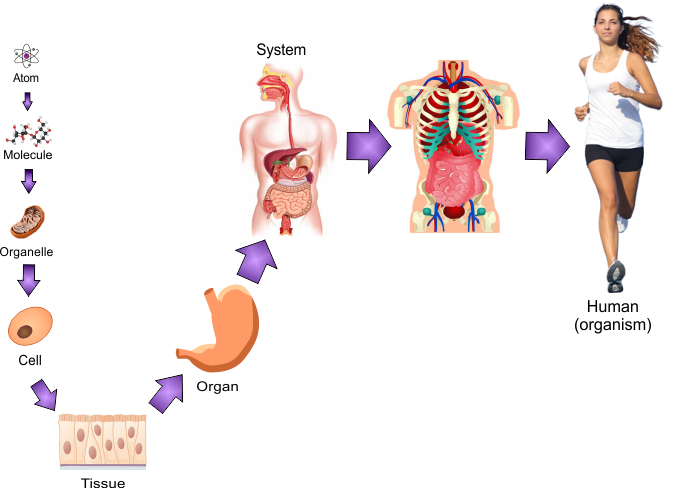 Atom
Molecule
Organelle
Cell
Tissue
Organ
System
Human
(organism)